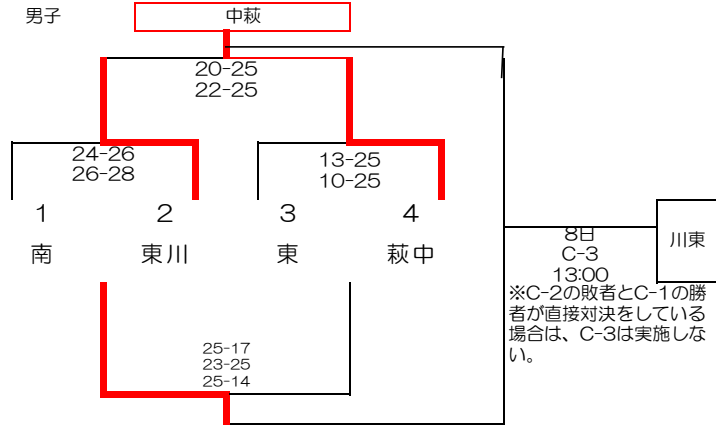 男子
中萩
20-25
22-25
24-26
26-28
13-25
10-25
1 2 3 4
南 東川 東 萩中
8日
C-3
13:00
川東
※C-2の敗者とC-1の勝
者が直接対決をしている
場合は、C-3は実施しな
い。
25-17
23-25
25-14